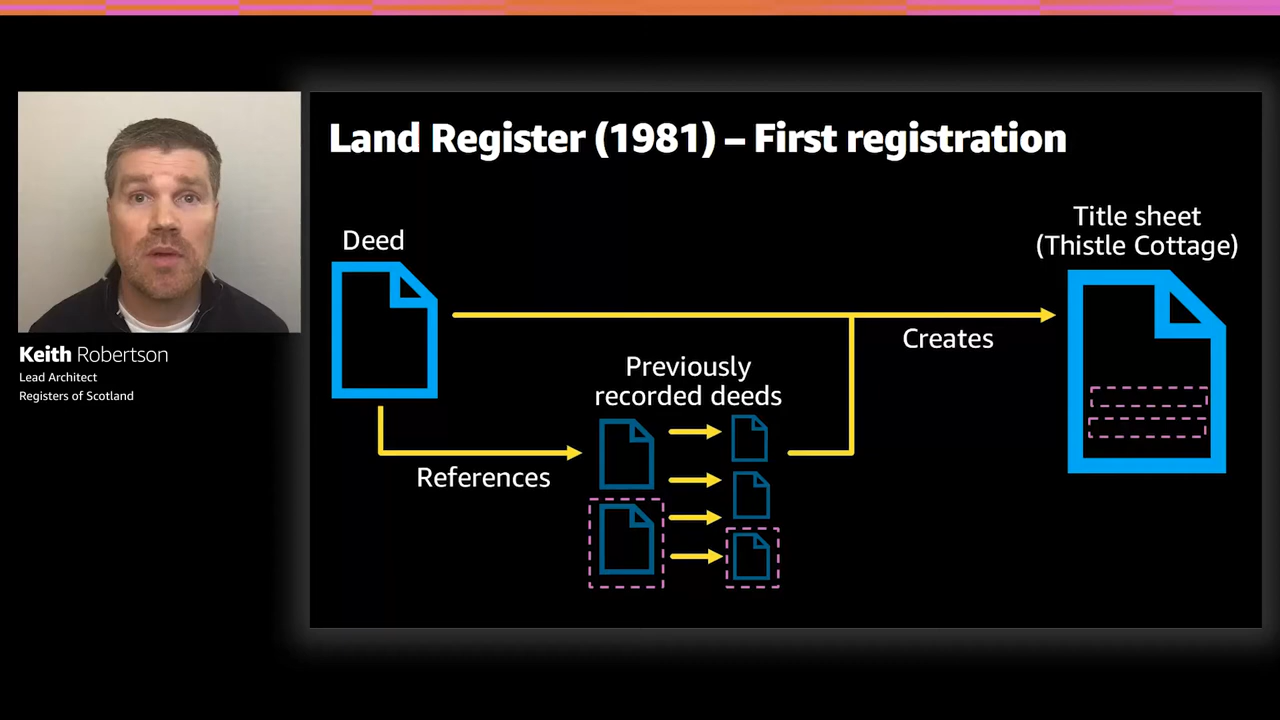 Land Register (1981) – First registration
Title sheet
(Thistle Cottage)
Deed
Creates
Previously
recorded deeds
References
Keith Robertson
Lead Architect
Registers of Scotland